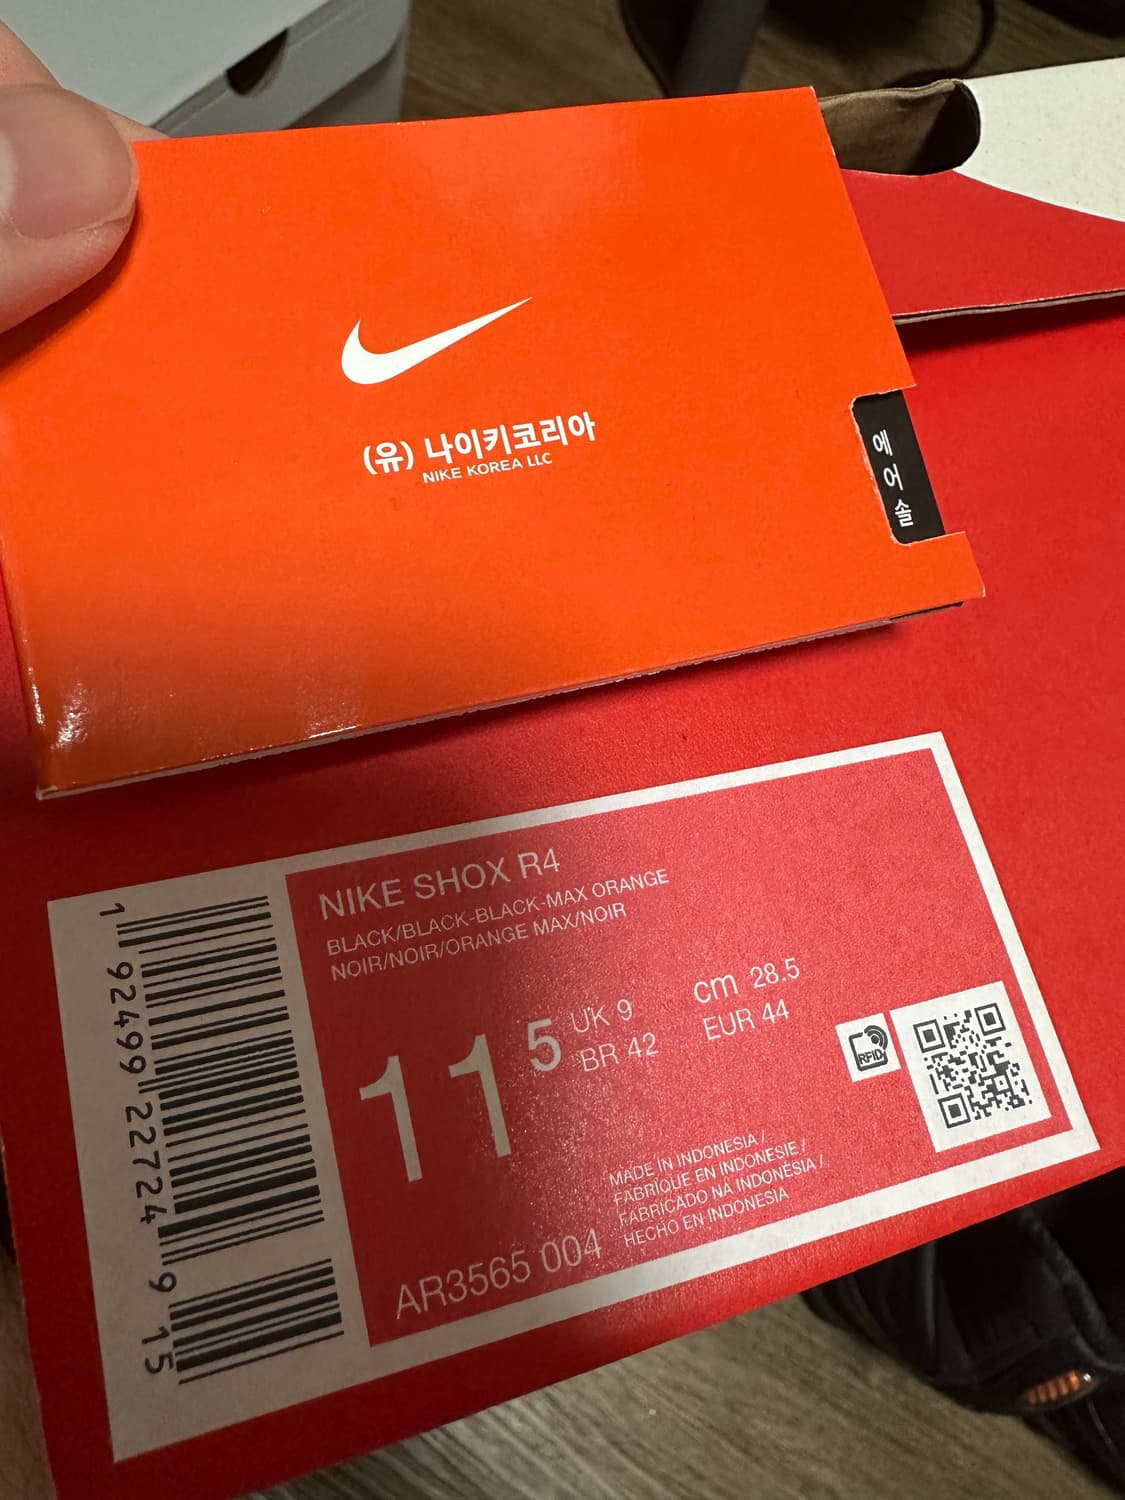 (유) 나이키코리아
NIKE KOREA LLC
에어솔
NIKE SHOX R4
BLACK/BLACK-BLACK-MAX ORANGE
NOIR/NOIR/ORANGE MAX/NOIR
11 5
UK 9
BR 42
cm 28.5
EUR 44
RFID
MADE IN INDONESIA /
FABRIQUE EN INDONESIE /
FABRICADO NA INDONÉSIA /
HECHO EN INDONESIA
AR3565 004
1 92499 22724 9 15